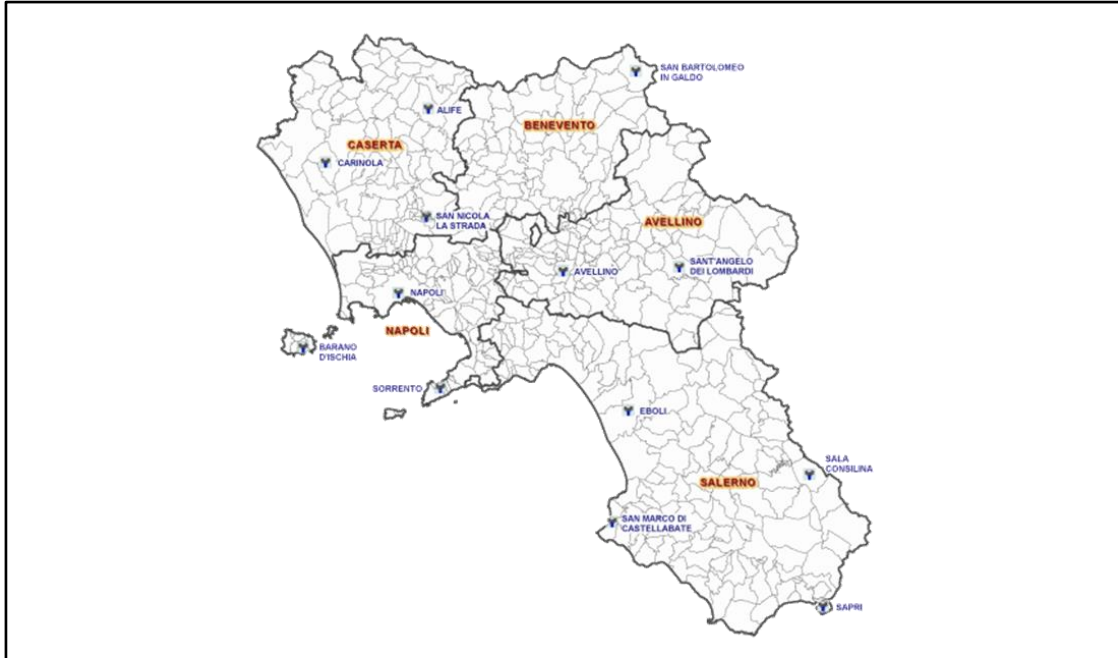 SAN BARTOLOMEO
IN GALDO
ALIFE
BENEVENTO
CASERTA
CARINOLA
SAN NICOLA
LA STRADA
AVELLINO
SANT'ANGELO
DEI LOMBARDI
AVELLINO
NAPOLI
NAPOLI
BARANO
D'ISCHIA
SORRENTO
EBOLI
SALA
CONSILINA
SALERNO
SAN MARCO DI
CASTELLABATE
SAPRI